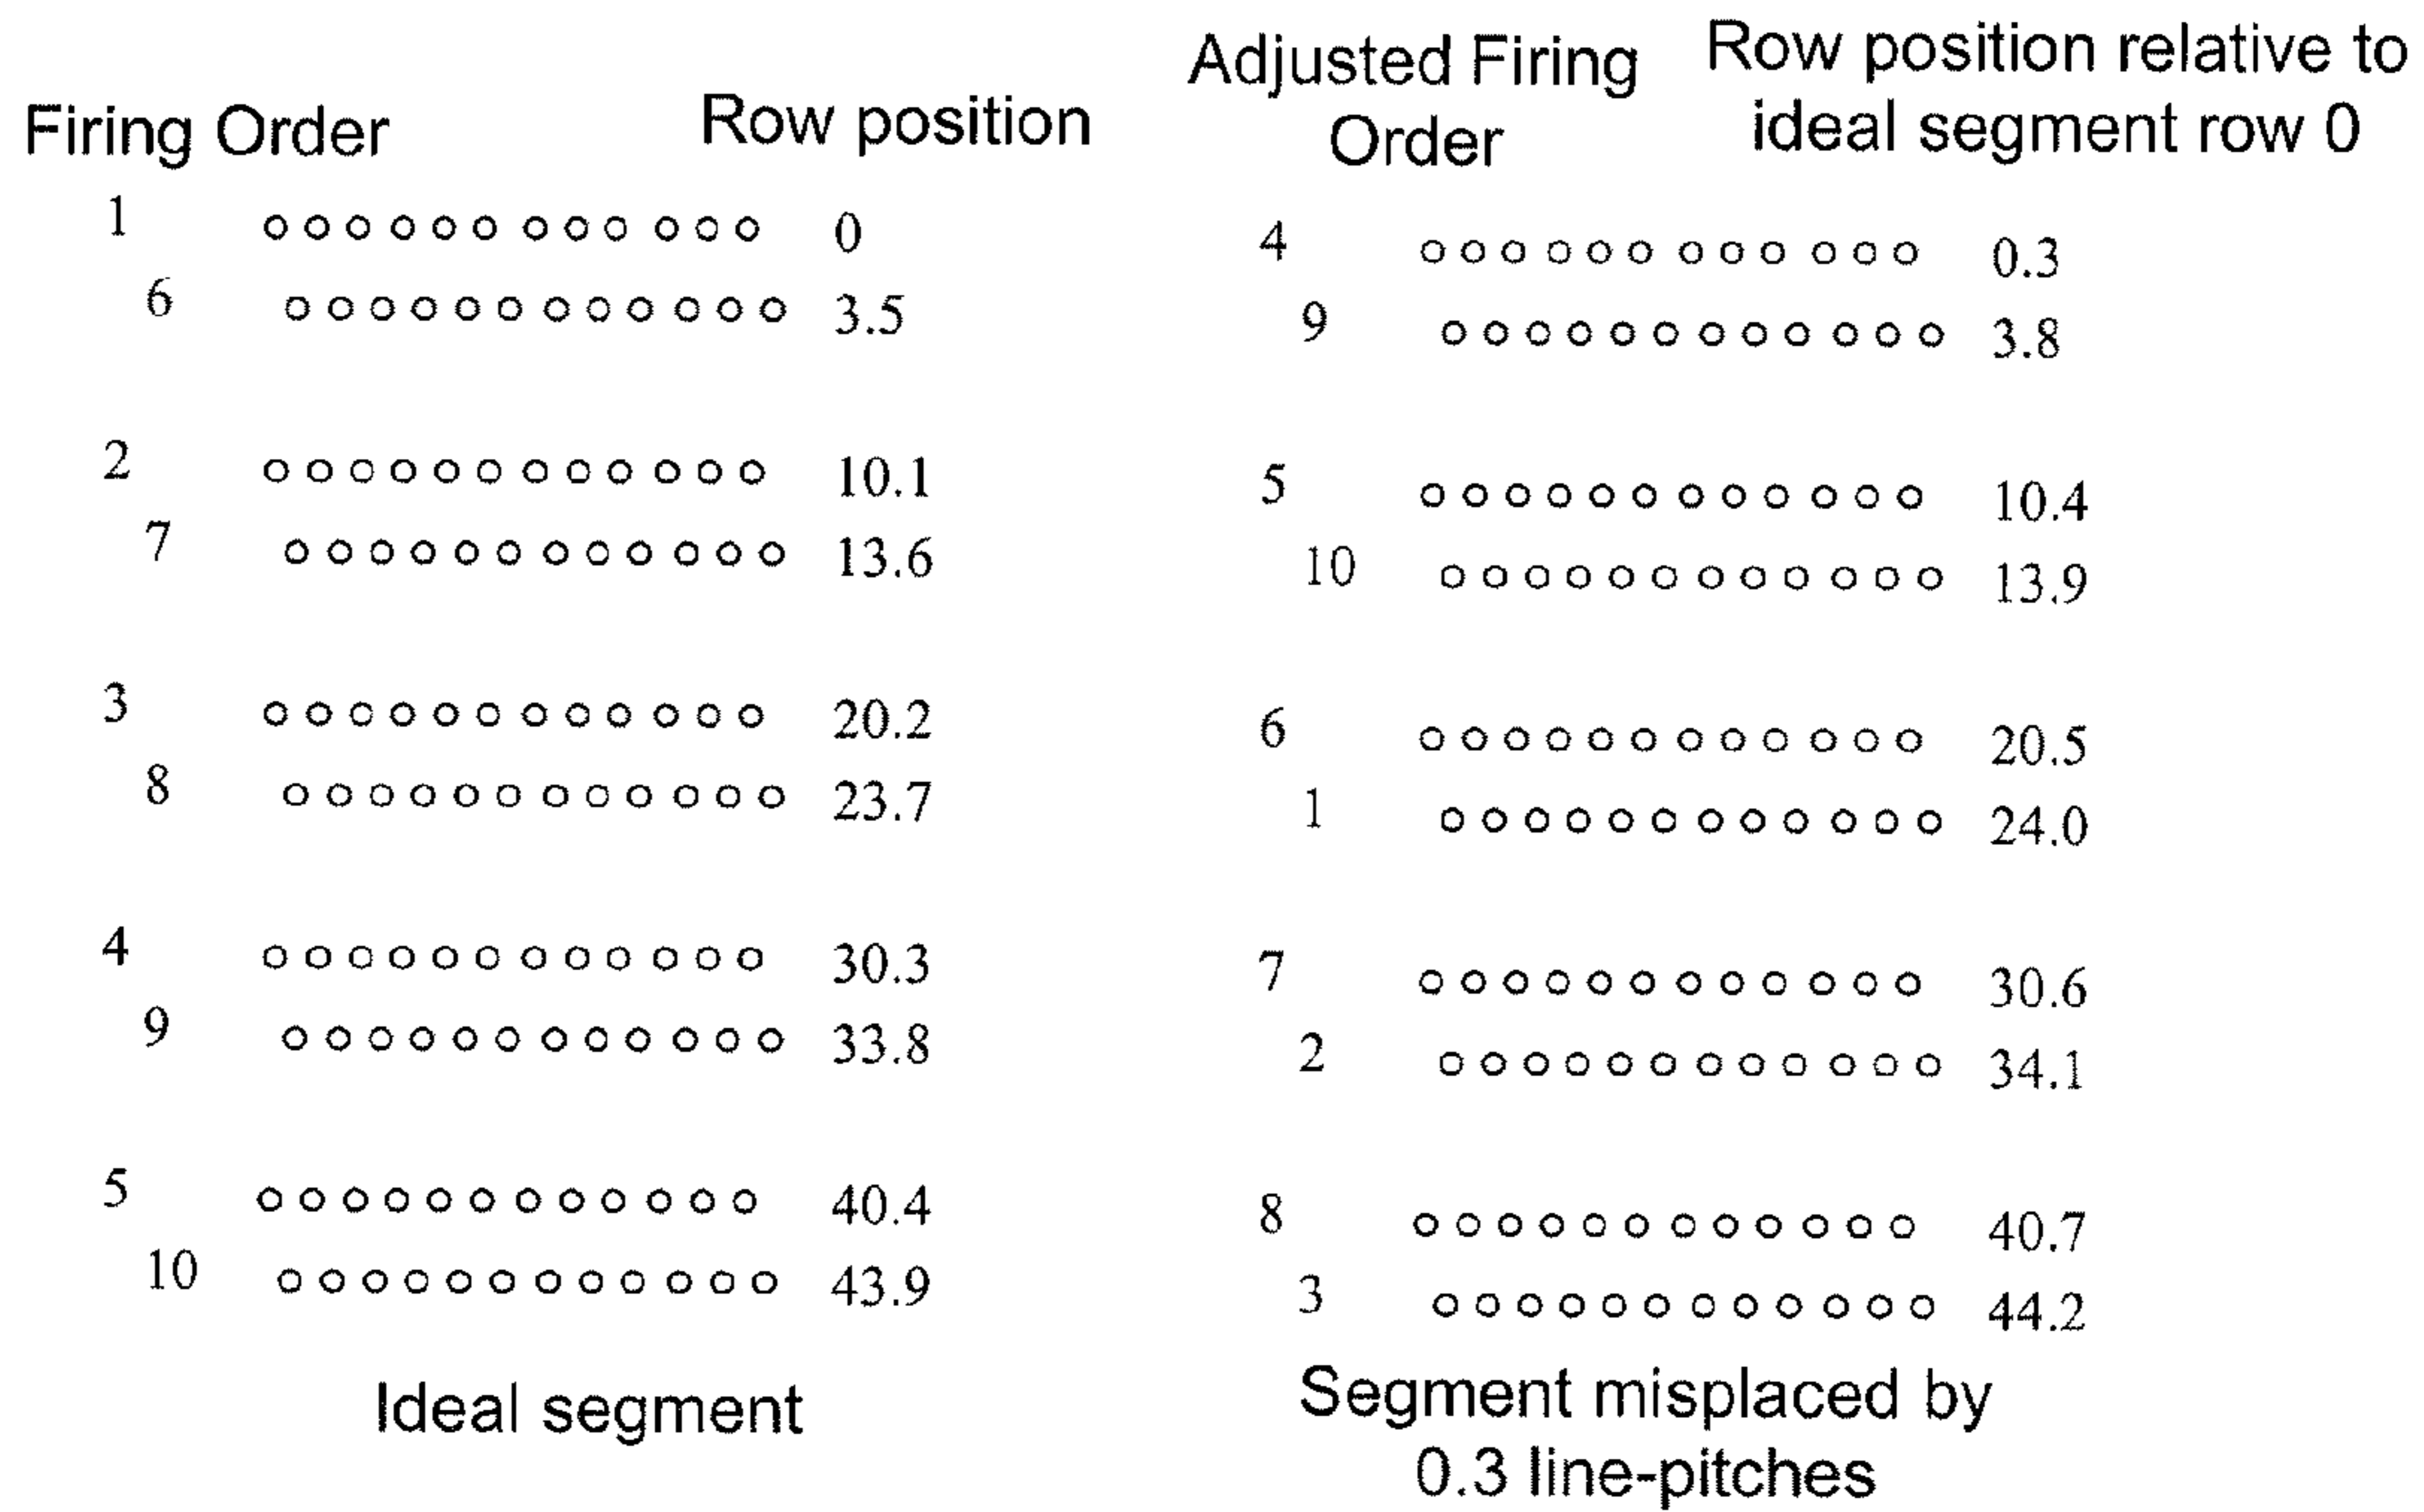 Firing Order
Row position
1 0
6 3.5
2 10.1
7 13.6
3 20.2
8 23.7
4 30.3
9 33.8
5 40.4
10 43.9
Ideal segment
Adjusted Firing
Order
Row position relative to
ideal segment row 0
4 0.3
9 3.8
5 10.4
10 13.9
6 20.5
1 24.0
7 30.6
2 34.1
8 40.7
3 44.2
Segment misplaced by
0.3 line-pitches